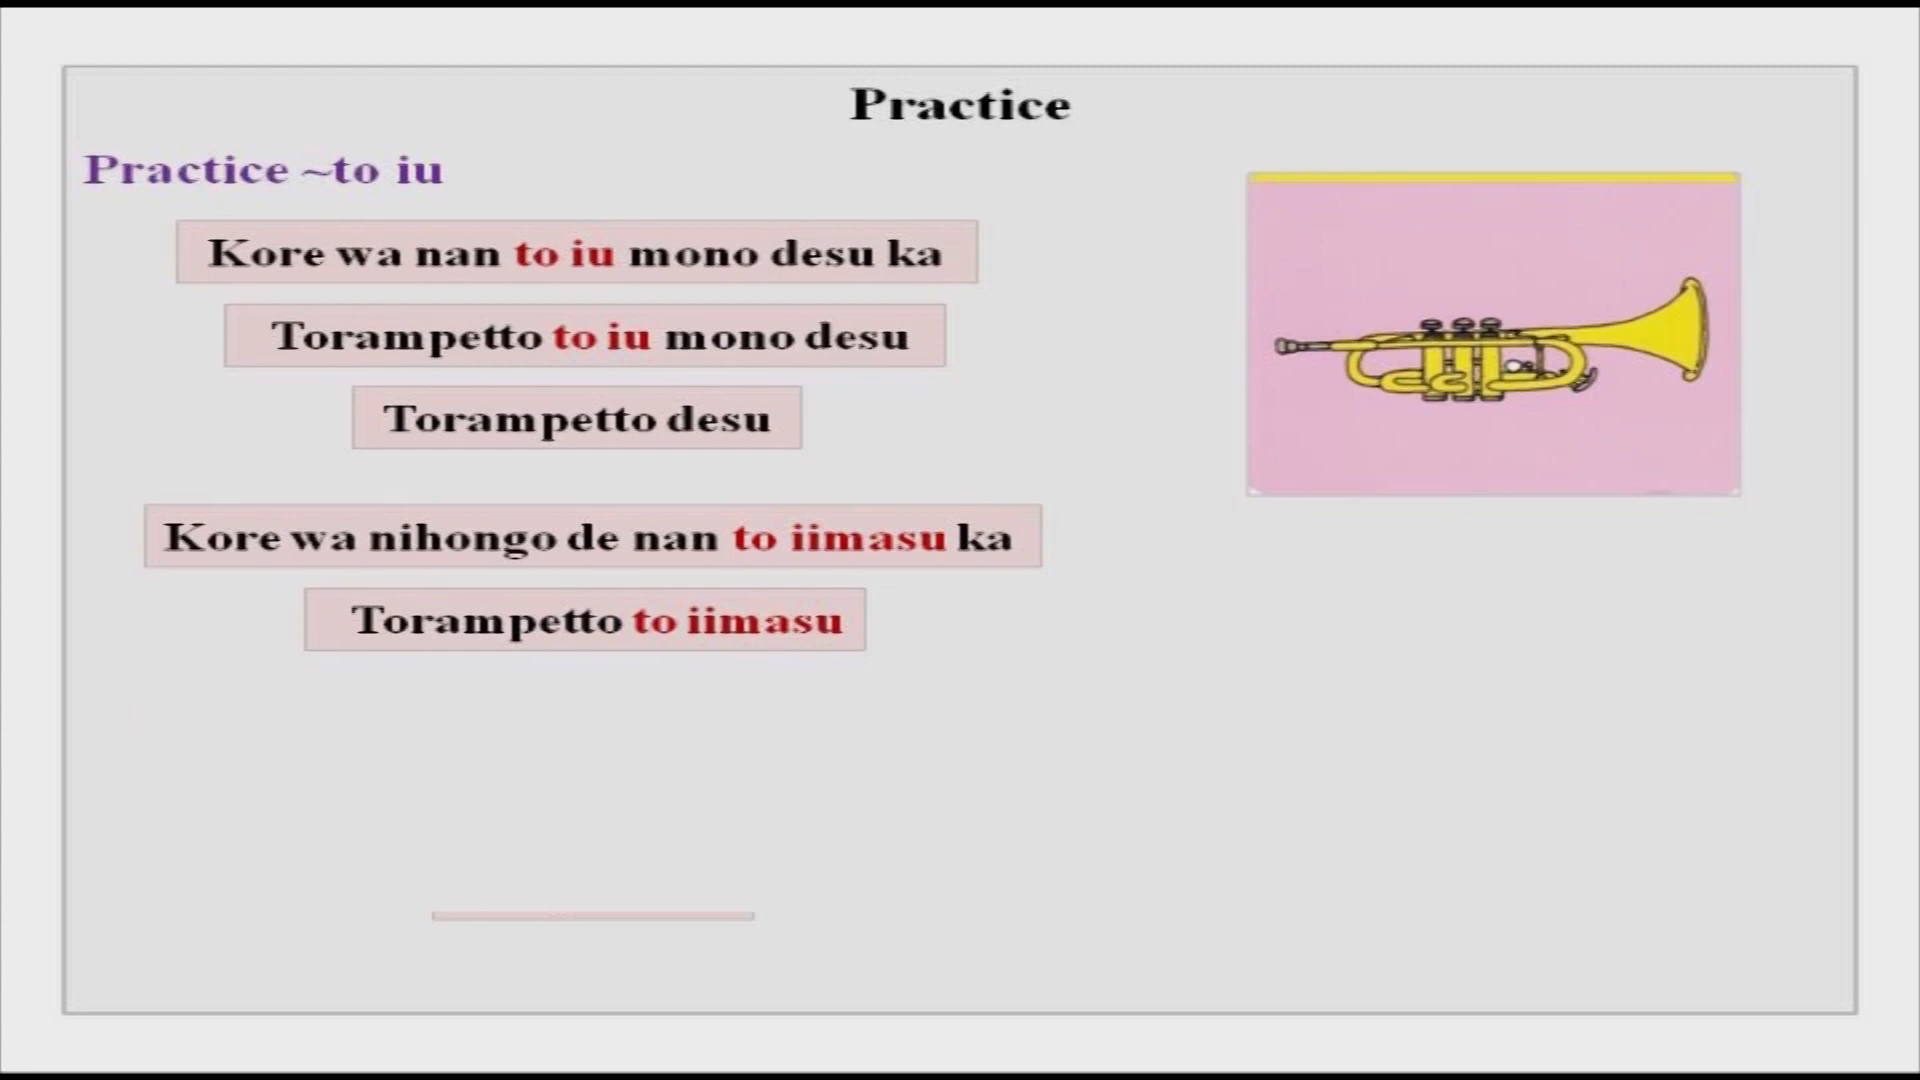 Practice
Practice ~to iu
Kore wa nan to iu mono desu ka
Torampetto to iu mono desu
Torampetto desu
Kore wa nihongo de nan to iimasu ka
Torampetto to iimasu